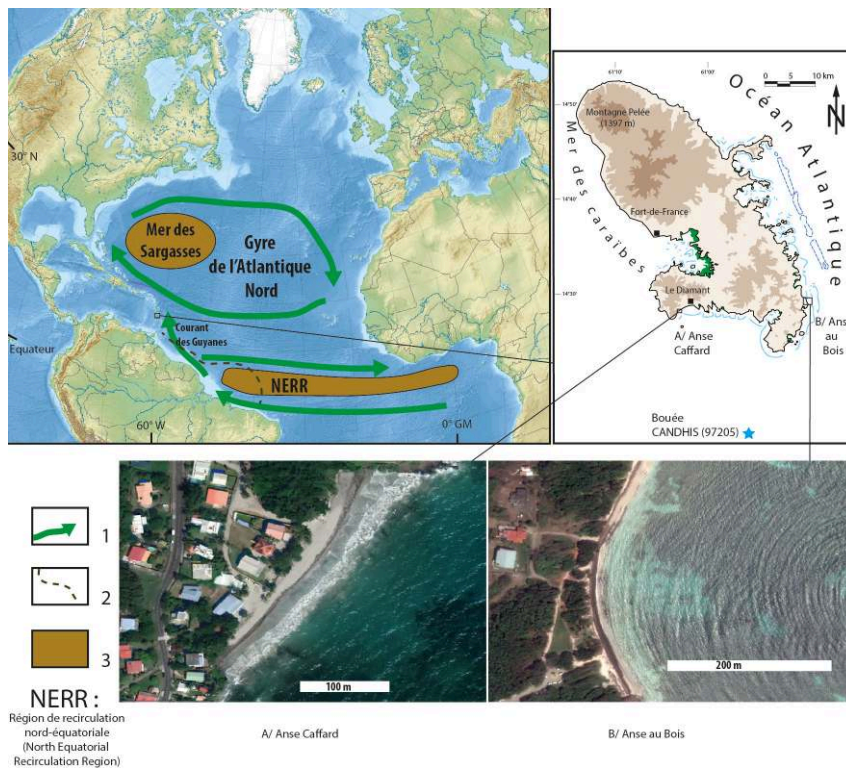 30° N
Mer des
Sargasses
Gyre
de l'Atlantique
Nord
Courant
des Guyanes
Equateur
NERR
60° W
0° GM
61°10'
61°00'
14°50'
14°40'
14°30'
Océan Atlantique
0 5 10 km
N
Montagne Pelée
(1397 m)
Mer des caraïbes
Fort-de-France
Le Diamant
A/ Anse
Caffard
B/ Anse
au Bois
Bouée
CANDHIS (97205)
1
2
3
NERR :
Région de recirculation
nord-équatoriale
(North Equatorial
Recirculation Region)
100 m
200 m
A/ Anse Caffard
B/ Anse au Bois